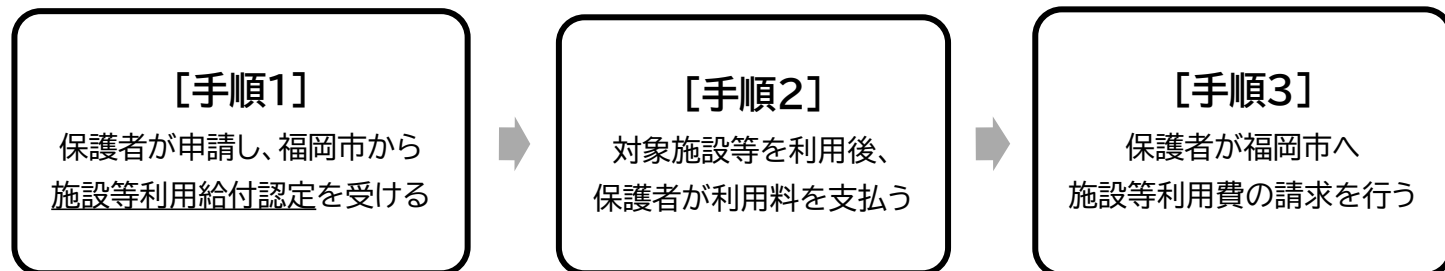 [手順1]
保護者が申請し、福岡市から
施設等利用給付認定を受ける
[手順2]
対象施設等を利用後、
保護者が利用料を支払う
[手順3]
保護者が福岡市へ
施設等利用費の請求を行う